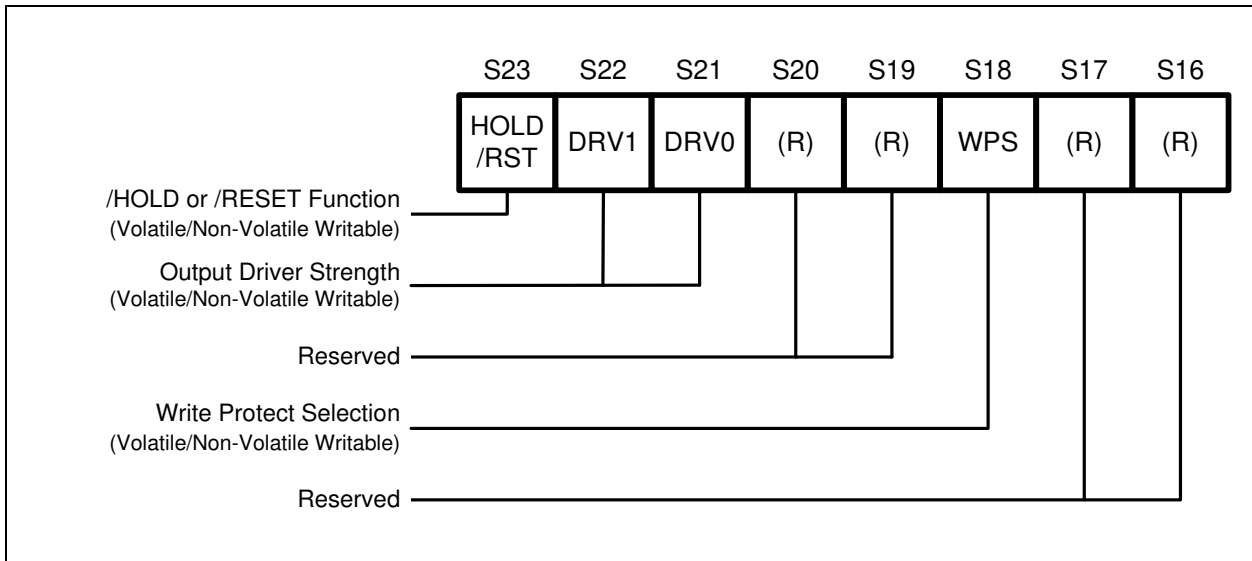 S23 S22 S21 S20 S19 S18 S17 S16
HOLD
/RST DRV1 DRV0 (R) (R) WPS (R) (R)
/HOLD or /RESET Function
(Volatile/Non-Volatile Writable)
Output Driver Strength
(Volatile/Non-Volatile Writable)
Reserved
Write Protect Selection
(Volatile/Non-Volatile Writable)
Reserved